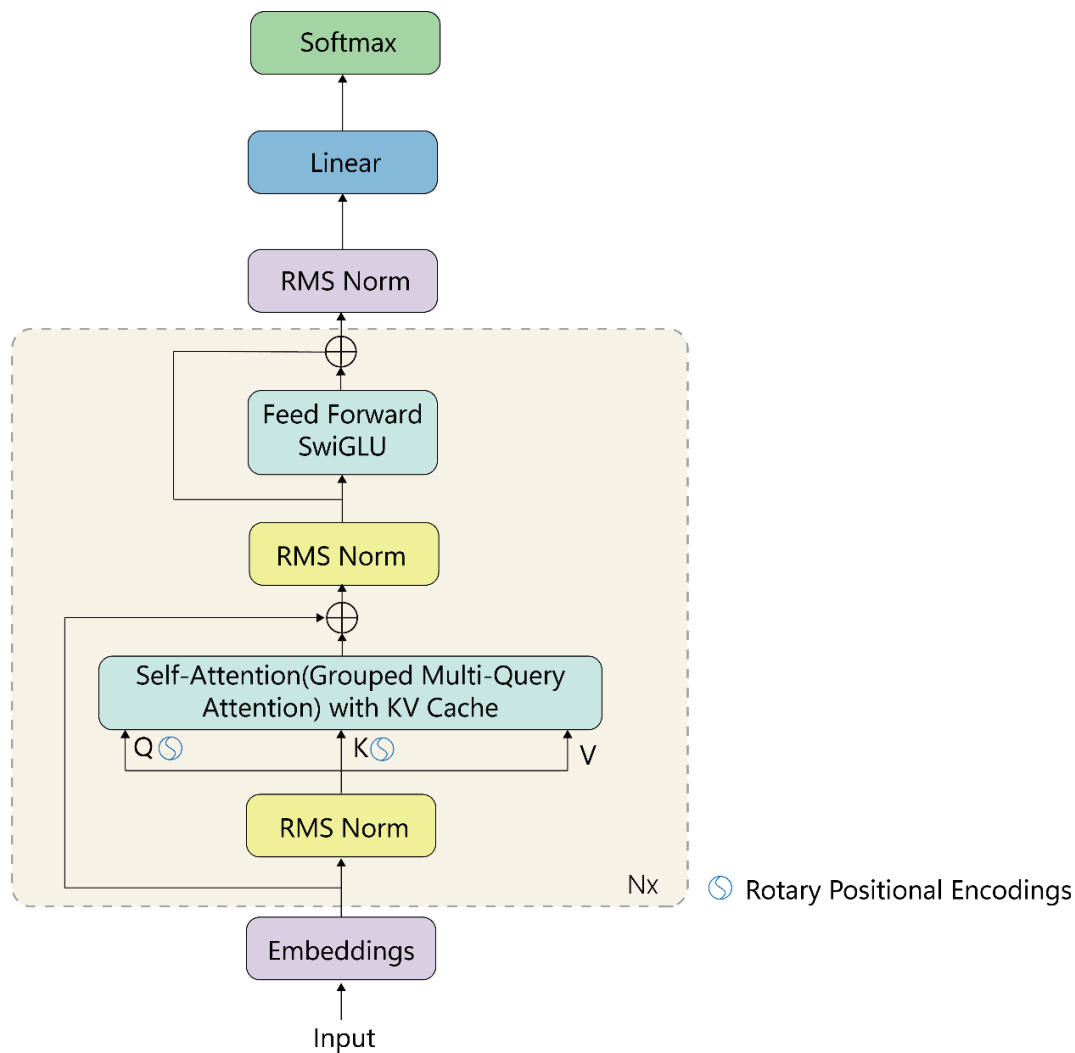 Softmax
Linear
RMS Norm
Feed Forward
SwiGLU
RMS Norm
Self-Attention(Grouped Multi-Query
Attention) with KV Cache
Q
K
V
RMS Norm
Nx
Rotary Positional Encodings
Embeddings
Input